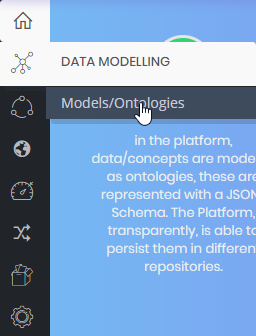 DATA MODELLING
Models/Ontologies
in the platform,
data/concepts are mode
as ontologies, these are
represented with a JSON
Schema. The Platform,
transparently, is able to
persist them in different
repositories.